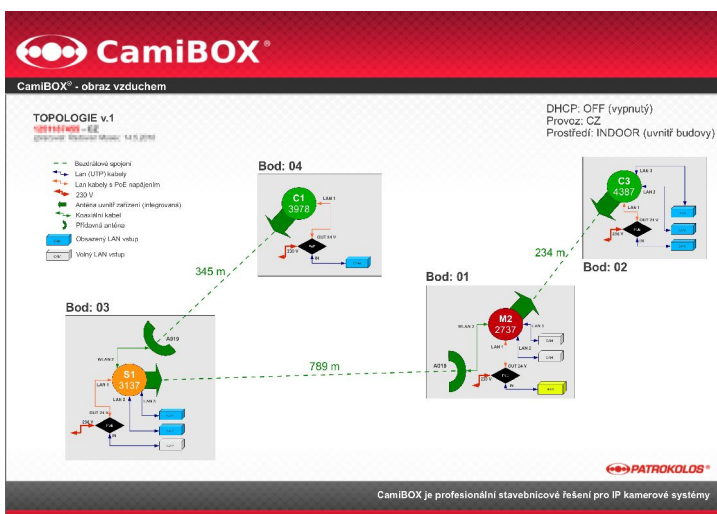 CamiBOX®
CamiBOX® - obraz vzduchem
TOPOLOGIE v.1
DHCP: OFF (vypnutý)
Provoz: CZ
Prostředí: INDOOR (uvnitř budovy)
Bezdrátové spojení
Lan (UTP) kabely
Lan kabely s PoE napájením
230 V
Anténa uvnitř zařízení (integrovaná)
Koaxiální kabel
Přídavná anténa
Obsazený LAN vstup
Volný LAN vstup
Bod: 04
C1
3978
LAN 1
OUT 24 V
230 V
IN
C3
4387
LAN 3
LAN 2
LAN 1
OUT 24 V
230 V
IN
Bod: 02
345 m
234 m
Bod: 01
M2
2737
WLAN 2
LAN 3
LAN 1
LAN 2
A019
OUT 24 V
230 V
IN
789 m
Bod: 03
A019
WLAN 2
S1
3137
LAN 1
LAN 2
LAN 3
OUT 24 V
230 V
IN
PATROKOLOS®
CamiBOX je profesionální stavebnicové řešení pro IP kamerové systémy